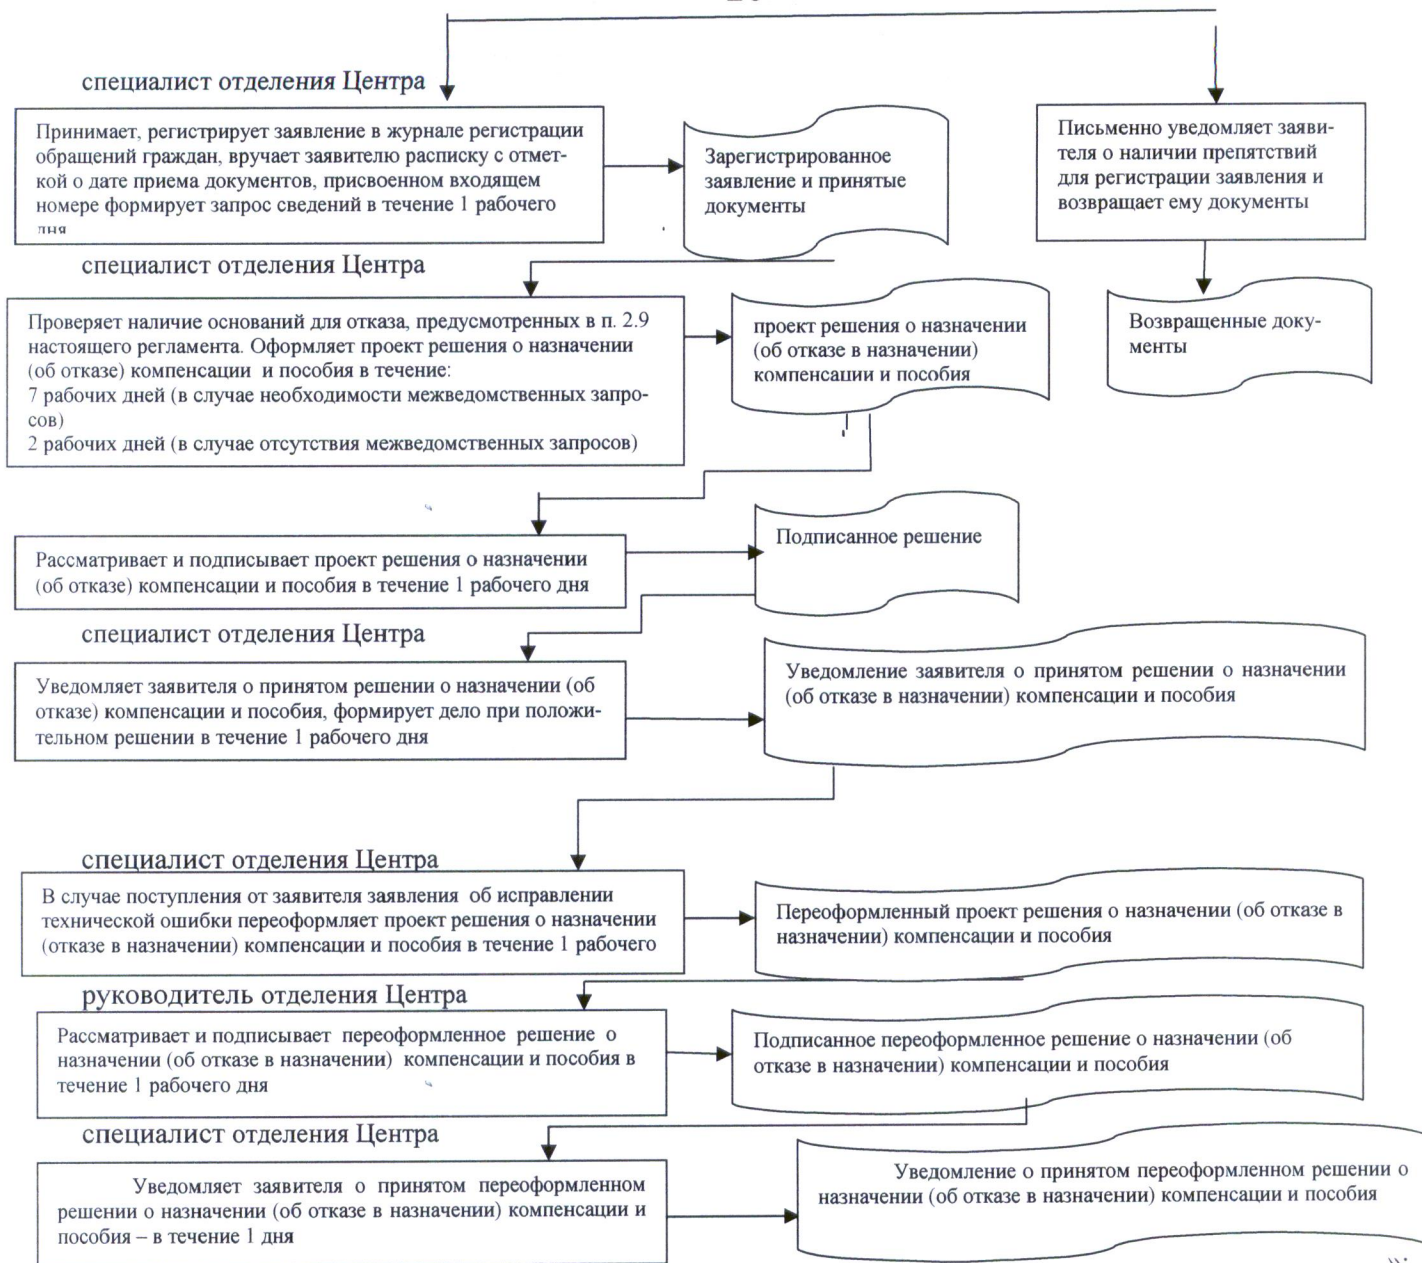 специалист отделения Центра
Принимает, регистрирует заявление в журнале регистрации
обращений граждан, вручает заявителю расписку с отмет-
кой о дате приема документов, присвоенном входящем
номере формирует запрос сведений в течение 1 рабочего
дня
Зарегистрированное
заявление и принятые
документы
Письменно уведомляет заяви-
теля о наличии препятствий
для регистрации заявления и
возвращает ему документы
специалист отделения Центра
Проверяет наличие оснований для отказа, предусмотренных в п. 2.9
настоящего регламента. Оформляет проект решения о назначении
(об отказе) компенсации и пособия в течение:
7 рабочих дней (в случае необходимости межведомственных запро-
сов)
2 рабочих дней (в случае отсутствия межведомственных запросов)
проект решения о назначении
(об отказе в назначении)
компенсации и пособия
Возвращенные доку-
менты
Рассматривает и подписывает проект решения о назначении
(об отказе) компенсации и пособия в течение 1 рабочего дня
Подписанное решение
специалист отделения Центра
Уведомляет заявителя о принятом решении о назначении (об
отказе) компенсации и пособия, формирует дело при положи-
тельном решении в течение 1 рабочего дня
Уведомление заявителя о принятом решении о назначении
(об отказе в назначении) компенсации и пособия
специалист отделения Центра
В случае поступления от заявителя заявления об исправлении
технической ошибки переоформляет проект решения о назначении
(отказе в назначении) компенсации и пособия в течение 1 рабочего
Переоформленный проект решения о назначении (об отказе в
назначении) компенсации и пособия
руководитель отделения Центра
Рассматривает и подписывает переоформленное решение о
назначении (об отказе в назначении) компенсации и пособия в
течение 1 рабочего дня
Подписанное переоформленное решение о назначении (об
отказе в назначении) компенсации и пособия
специалист отделения Центра
Уведомляет заявителя о принятом переоформленном
решении о назначении (об отказе в назначении) компенсации и
пособия – в течение 1 дня
Уведомление о принятом переоформленном решении о
назначении (об отказе в назначении) компенсации и пособия